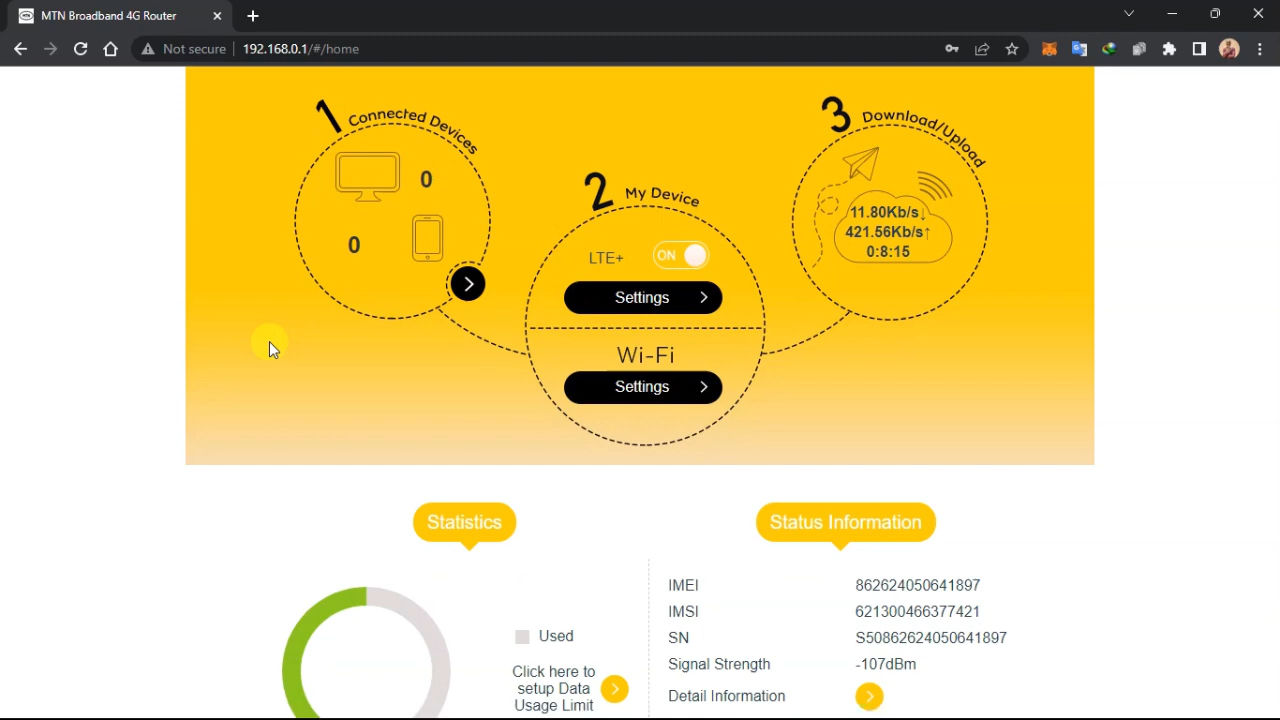 MTN Broadband 4G Router
Not secure
192.168.0.1/#/home
1 Connected Devices
0
0
2 My Device
LTE+
ON
Settings
Wi-Fi
Settings
3 Download/Upload
11.80Kb/s↓
421.56Kb/s↑
0:8:15
Statistics
Used
Click here to
setup Data
Usage Limit
Status Information
IMEI 862624050641897
IMSI 621300466377421
SN S50862624050641897
Signal Strength -107dBm
Detail Information